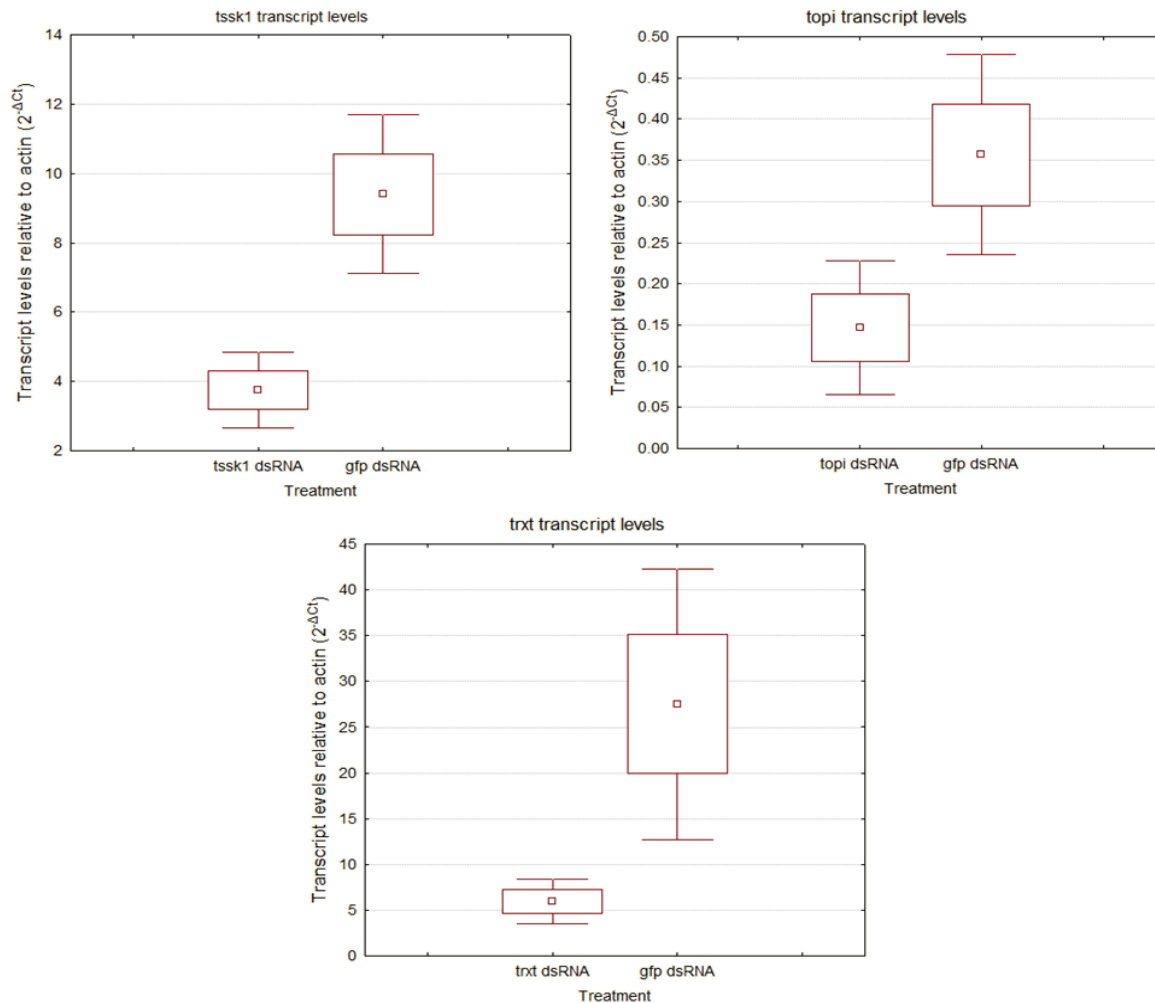 tssk1 transcript levels
Transcript levels relative to actin (2^-ΔCt)
14
12
10
8
6
4
2
tssk1 dsRNA gfp dsRNA
Treatment
topi transcript levels
Transcript levels relative to actin (2^-ΔCt)
0.50
0.45
0.40
0.35
0.30
0.25
0.20
0.15
0.10
0.05
0.00
topi dsRNA gfp dsRNA
Treatment
trxt transcript levels
Transcript levels relative to actin (2^-ΔCt)
45
40
35
30
25
20
15
10
5
0
trxt dsRNA gfp dsRNA
Treatment